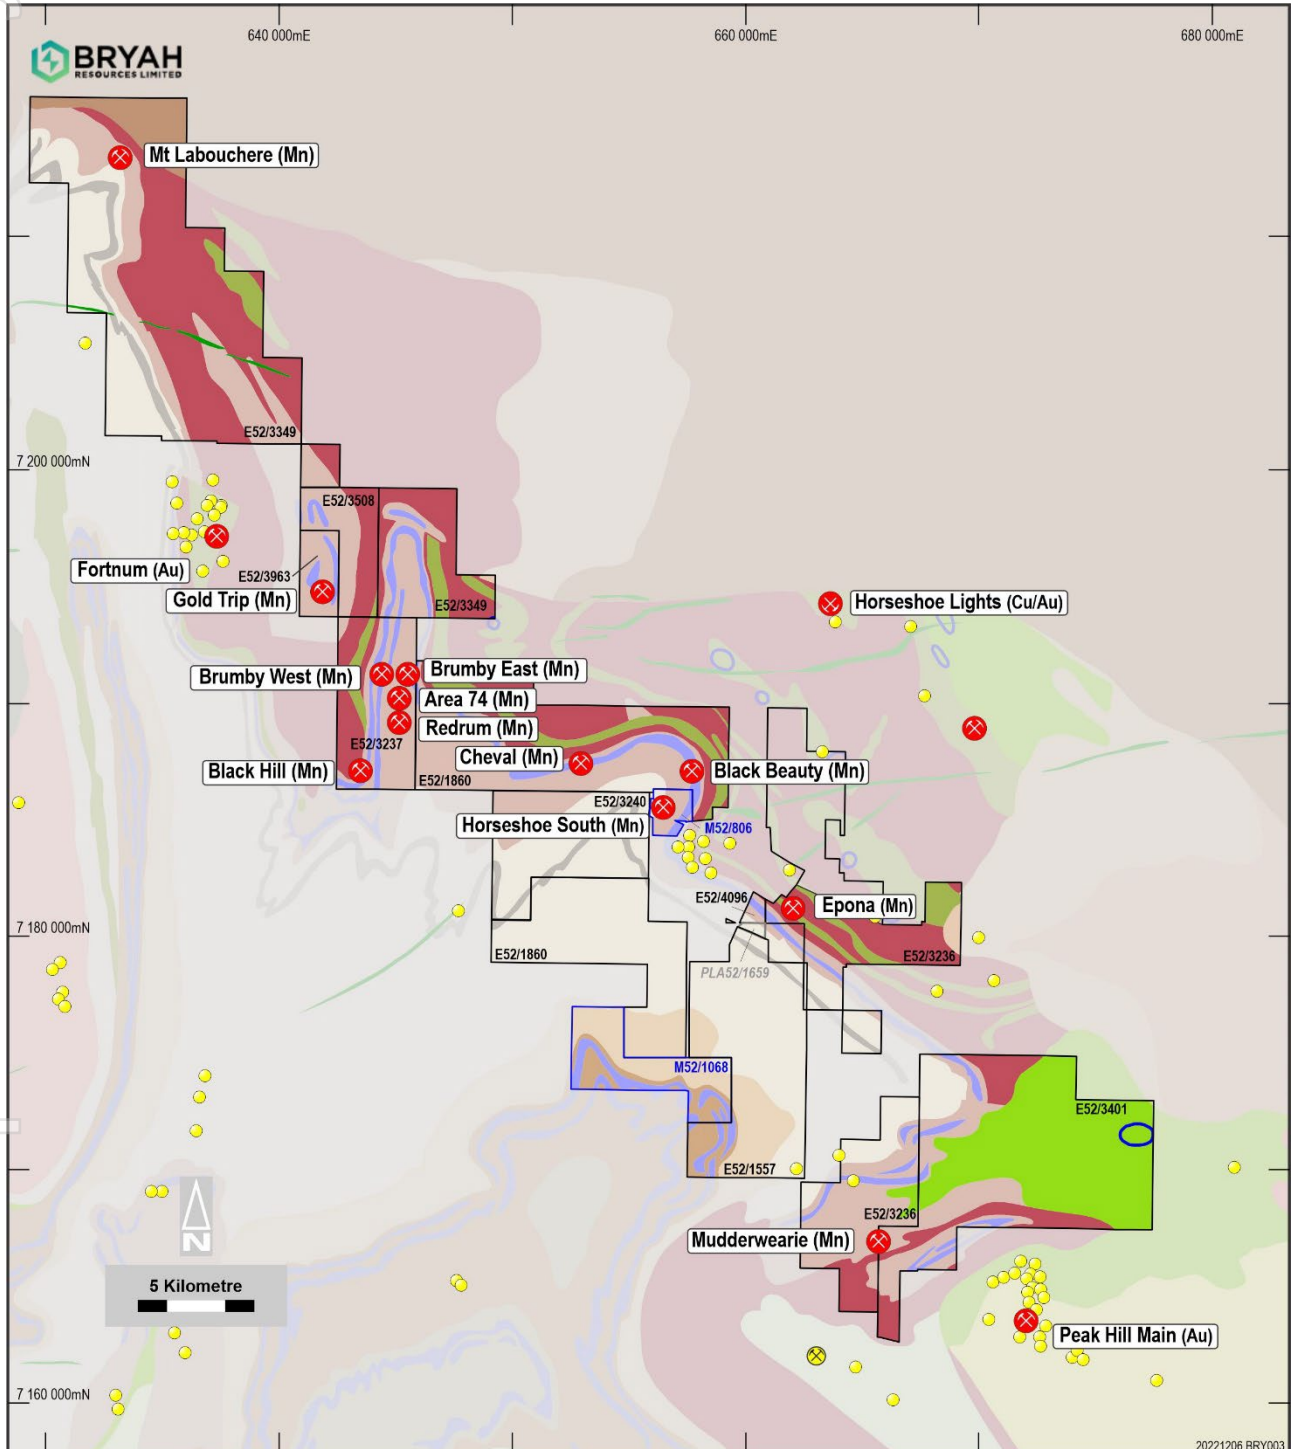 640 000mE
660 000mE
680 000mE
BRYAH
RESOURCES LIMITED
Mt Labouchere (Mn)
E52/3349
7 200 000mN
E52/3508
Fortnum (Au)
E52/3963
Gold Trip (Mn)
E52/3349
Horseshoe Lights (Cu/Au)
Brumby West (Mn)
Brumby East (Mn)
Area 74 (Mn)
Redrum (Mn)
E52/3237
Cheval (Mn)
Black Hill (Mn)
E52/1860
Black Beauty (Mn)
E52/3240
Horseshoe South (Mn)
M52/806
E52/4096
Epona (Mn)
7 180 000mN
E52/1860
E52/3236
PLA52/1659
M52/1068
E52/3401
E52/1557
E52/3236
Mudderwearie (Mn)
N
5 Kilometre
Peak Hill Main (Au)
7 160 000mN
20221206 BRY003